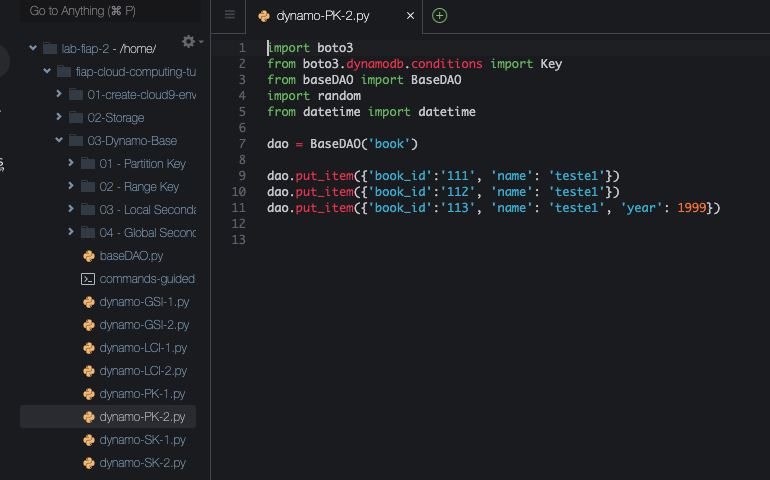 Go to Anything (⌘ P)
lab-fiap-2 - /home/
fiap-cloud-computing-tu
01-create-cloud9-env
02-Storage
03-Dynamo-Base
01 - Partition Key
02 - Range Key
03 - Local Seconda
04 - Global Second
baseDAO.py
commands-guided
dynamo-GSI-1.py
dynamo-GSI-2.py
dynamo-LCI-1.py
dynamo-LCI-2.py
dynamo-PK-1.py
dynamo-PK-2.py
dynamo-SK-1.py
dynamo-SK-2.py
dynamo-PK-2.py ×
1 import boto3
2 from boto3.dynamodb.conditions import Key
3 from baseDAO import BaseDAO
4 import random
5 from datetime import datetime
6
7 dao = BaseDAO('book')
8
9 dao.put_item({'book_id':'111', 'name': 'teste1'})
10 dao.put_item({'book_id':'112', 'name': 'teste1'})
11 dao.put_item({'book_id':'113', 'name': 'teste1', 'year': 1999})
12
13